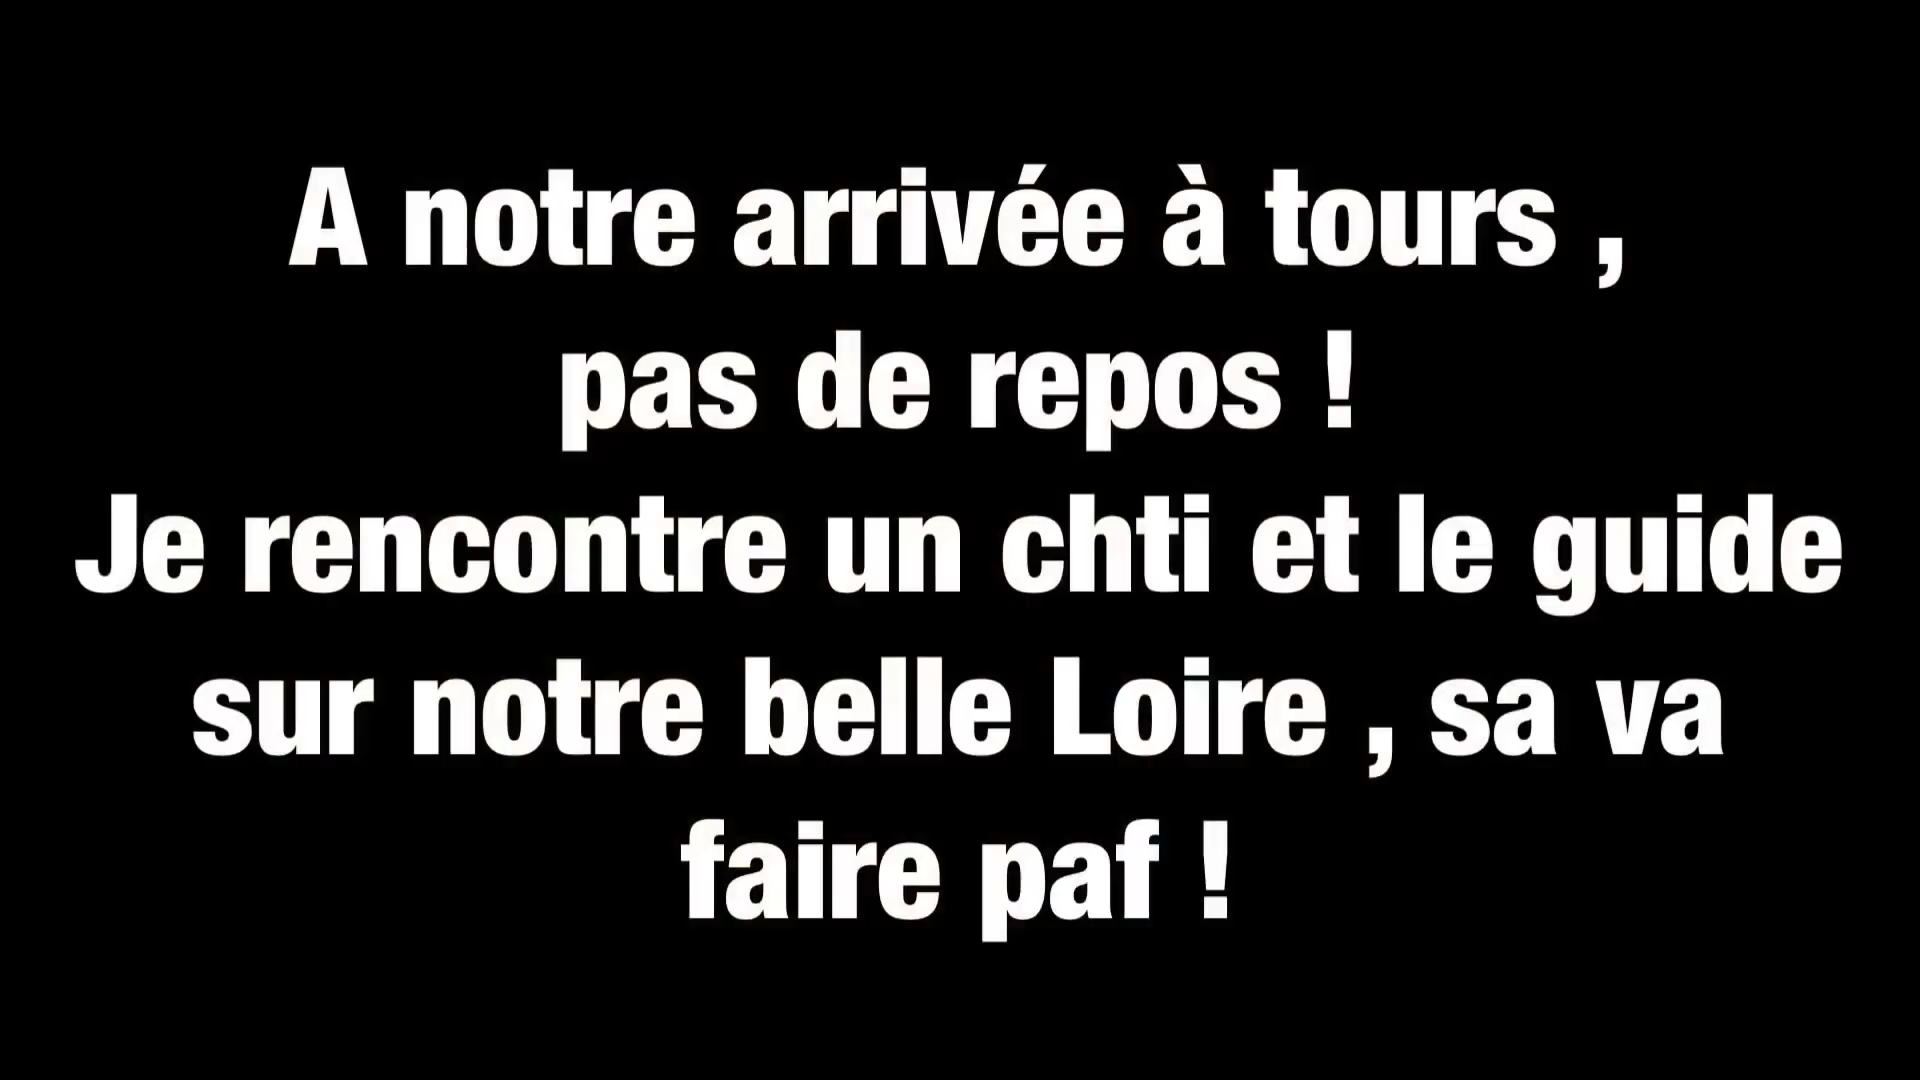 A notre arrivée à tours ,
pas de repos !
Je rencontre un chti et le guide
sur notre belle Loire , sa va
faire paf !